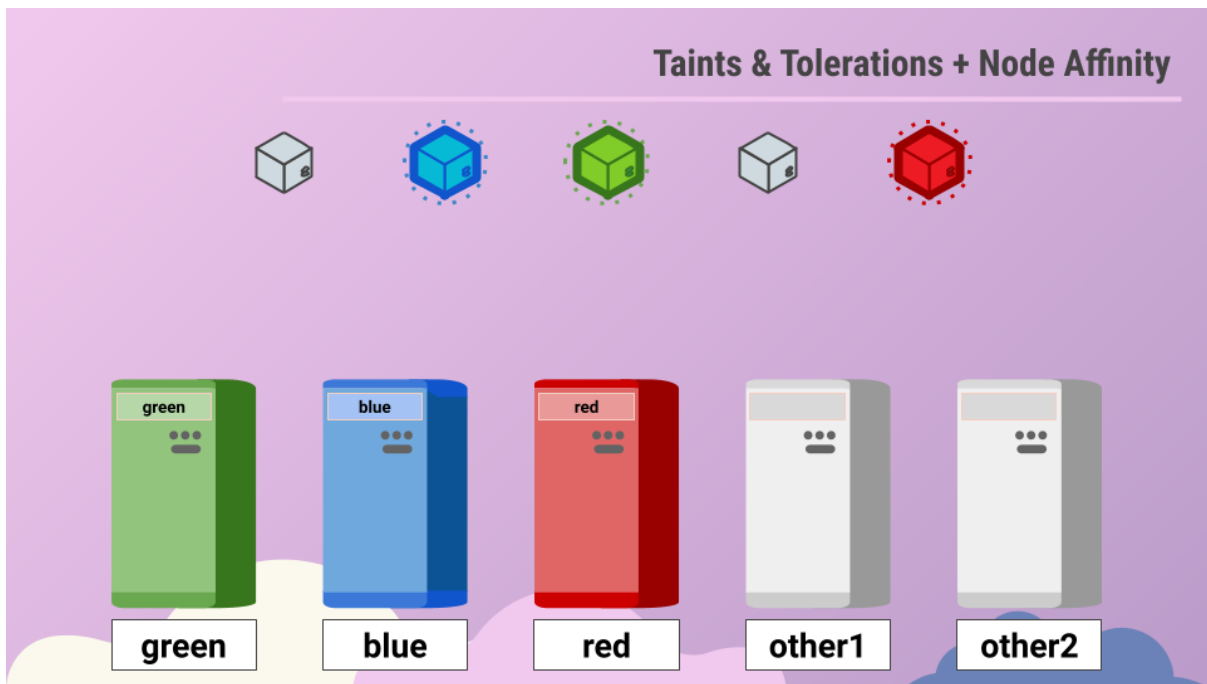 Taints & Tolerations + Node Affinity
green
blue
red
green
blue
red
other1
other2